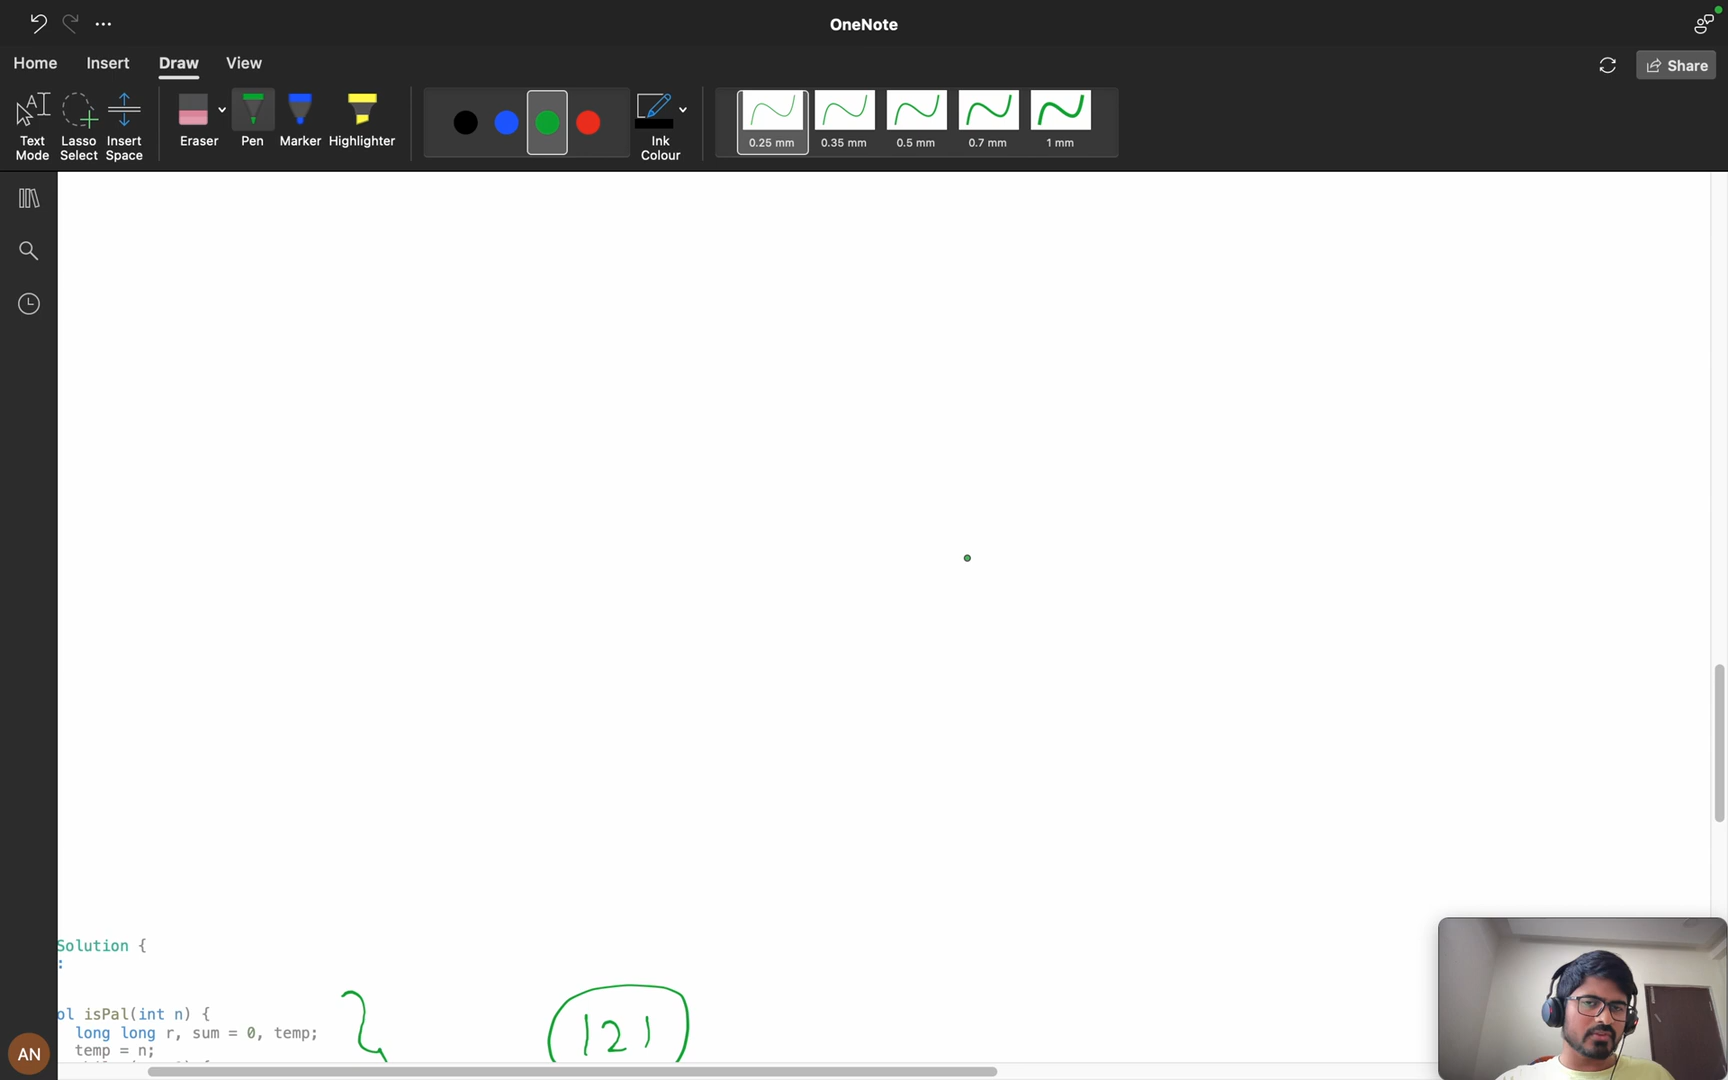 OneNote
Home Insert Draw View
Share
Text Mode
Lasso Select
Insert Space
Eraser
Pen
Marker
Highlighter
Ink Colour
0.25 mm
0.35 mm
0.5 mm
0.7 mm
1 mm
Solution {
:
ol isPal(int n) {
long long r, sum = 0, temp;
temp = n;
121
AN